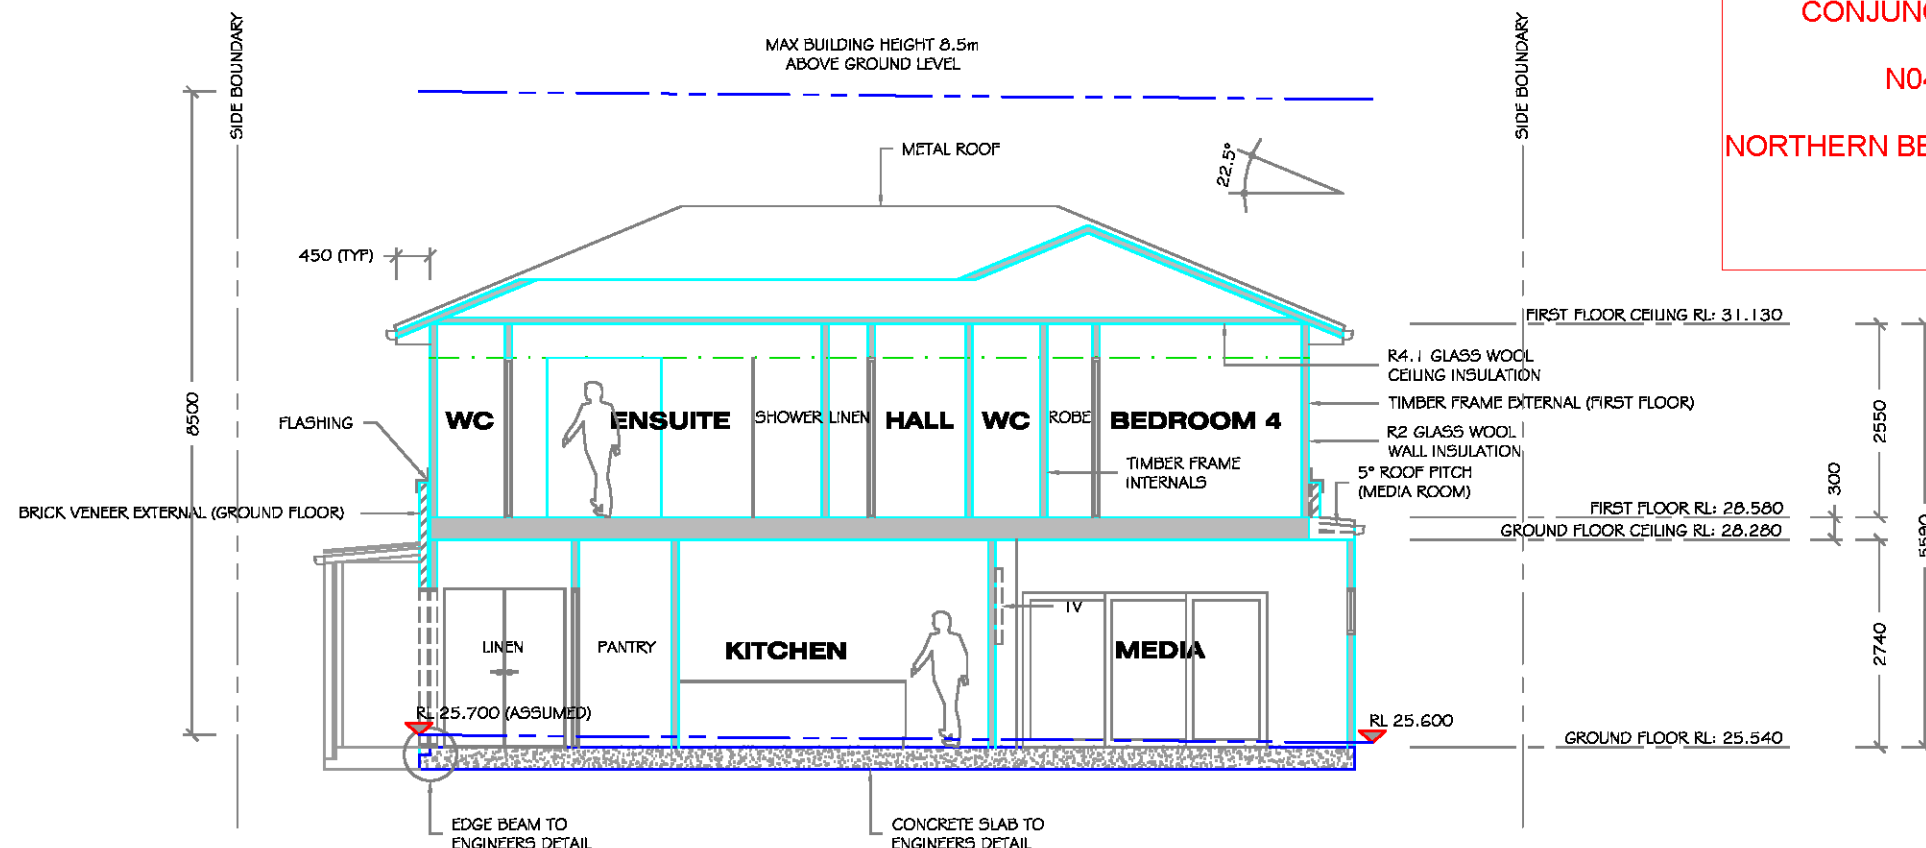 CONJUN
N04
NORTHERN BE
SIDE BOUNDARY
MAX BUILDING HEIGHT 8.5m
ABOVE GROUND LEVEL
SIDE BOUNDARY
METAL ROOF
22.5°
450 (TYP)
8500
FIRST FLOOR CEILING RL: 31.130
R4.1 GLASS WOOL
CEILING INSULATION
TIMBER FRAME EXTERNAL (FIRST FLOOR)
R2 GLASS WOOL
WALL INSULATION
5° ROOF PITCH
(MEDIA ROOM)
FLASHING
WC
ENSUITE
SHOWER
LINEN
HALL
WC
ROBE
BEDROOM 4
TIMBER FRAME
INTERNALS
2550
300
BRICK VENEER EXTERNAL (GROUND FLOOR)
FIRST FLOOR RL: 28.580
GROUND FLOOR CEILING RL: 28.280
5590
TV
LINEN
PANTRY
KITCHEN
MEDIA
2740
RL 25.700 (ASSUMED)
RL 25.600
GROUND FLOOR RL: 25.540
EDGE BEAM TO
ENGINEERS DETAIL
CONCRETE SLAB TO
ENGINEERS DETAIL